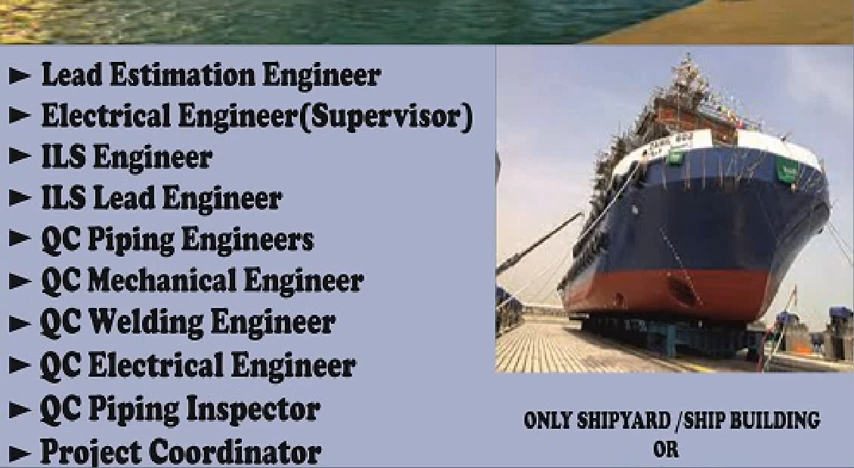 ► Lead Estimation Engineer
► Electrical Engineer(Supervisor)
► ILS Engineer
► ILS Lead Engineer
► QC Piping Engineers
► QC Mechanical Engineer
► QC Welding Engineer
► QC Electrical Engineer
► QC Piping Inspector
► Project Coordinator
ONLY SHIPYARD /SHIP BUILDING
OR